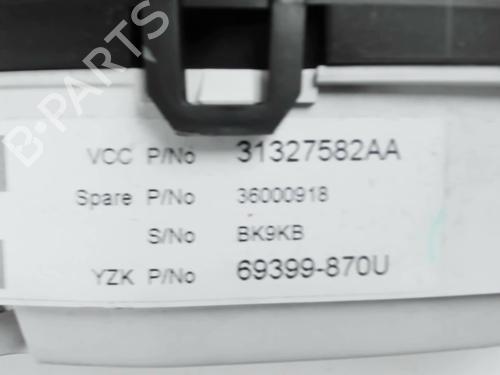 B-PARTS
VCC P/No 31327582AA
Spare P/No 36000918
S/No BK9KB
YZK P/No 69399-870U